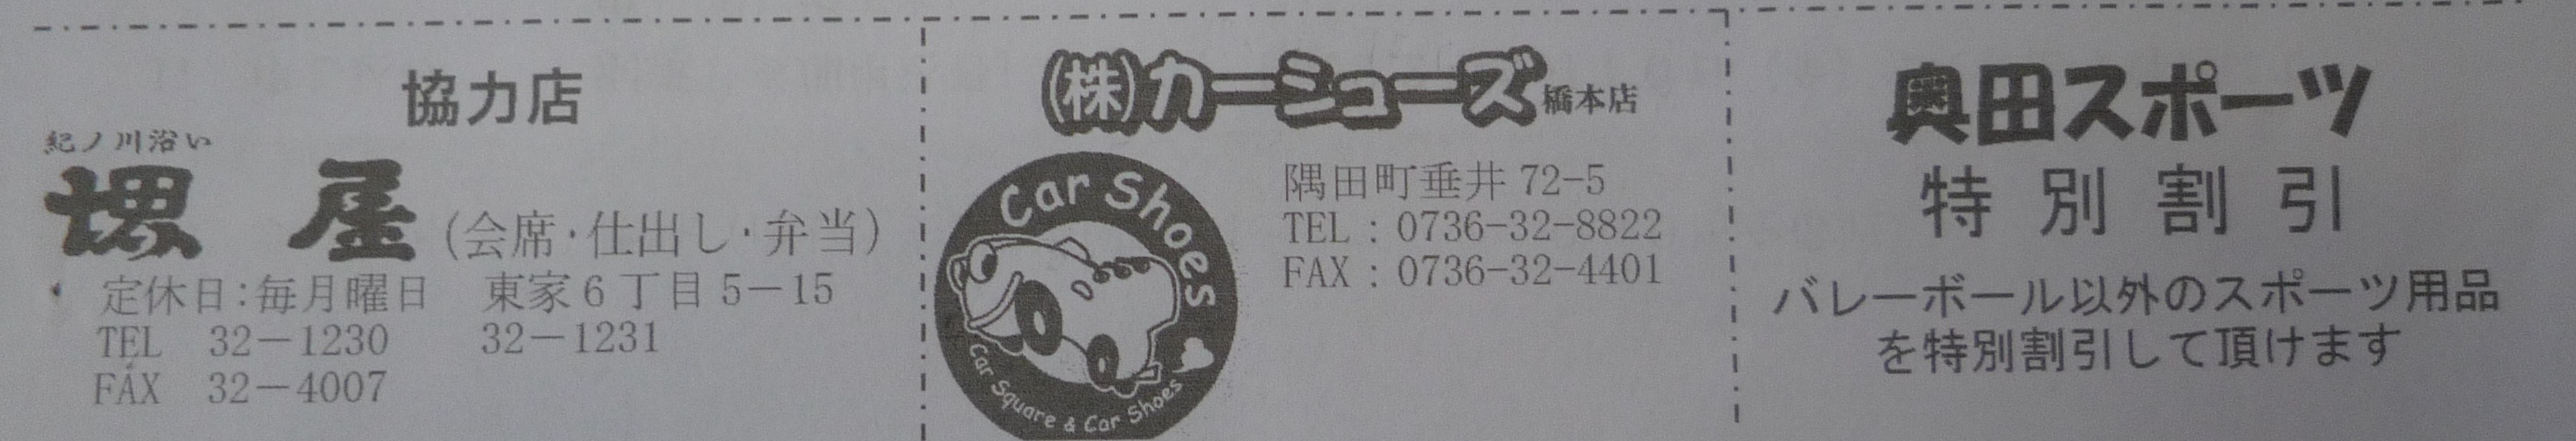 協力店
紀ノ川沿い
堺屋 (会席・仕出し・弁当)
定休日:毎月曜日 東家6丁目5-15
TEL 32-1230 32-1231
FAX 32-4007
(株)カーシューズ 橋本店
Car Shoes
Car Square & Car Shoes
隅田町垂井 72-5
TEL : 0736-32-8822
FAX : 0736-32-4401
奥田スポーツ
特別割引
バレーボール以外のスポーツ用品
を特別割引して頂けます